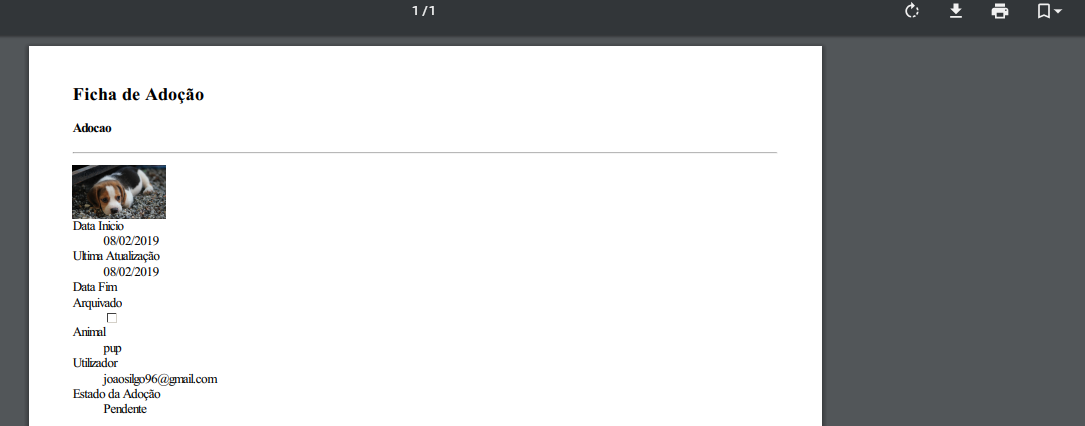 1 / 1
Ficha de Adoção
Adocao
Data Inicio
08/02/2019
Ultima Atualização
08/02/2019
Data Fim
Arquivado
Animal
pup
Utilizador
joaosilgo96@gmail.com
Estado da Adoção
Pendente